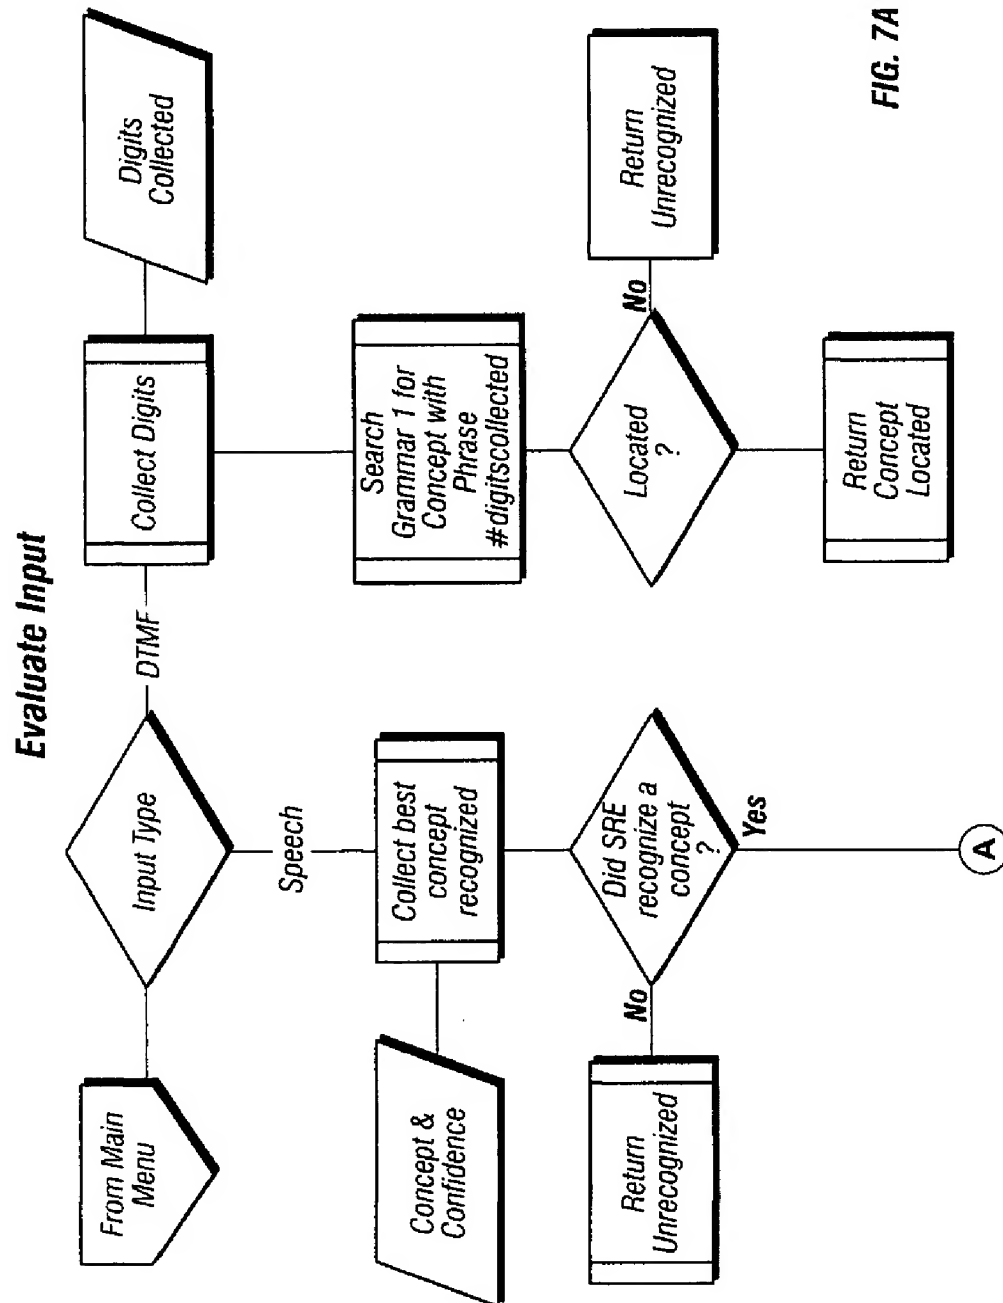 Evaluate Input
From Main
Menu
Input Type
DTMF
Collect Digits
Digits
Collected
Speech
Concept &
Confidence
Collect best
concept
recognized
Search
Grammar 1 for
Concept with
Phrase
#digitscollected
Return
Unrecognized
No
Did SRE
recognize a
concept
?
Yes
Located
?
No
Return
Unrecognized
Return
Concept
Located
A
FIG. 7A